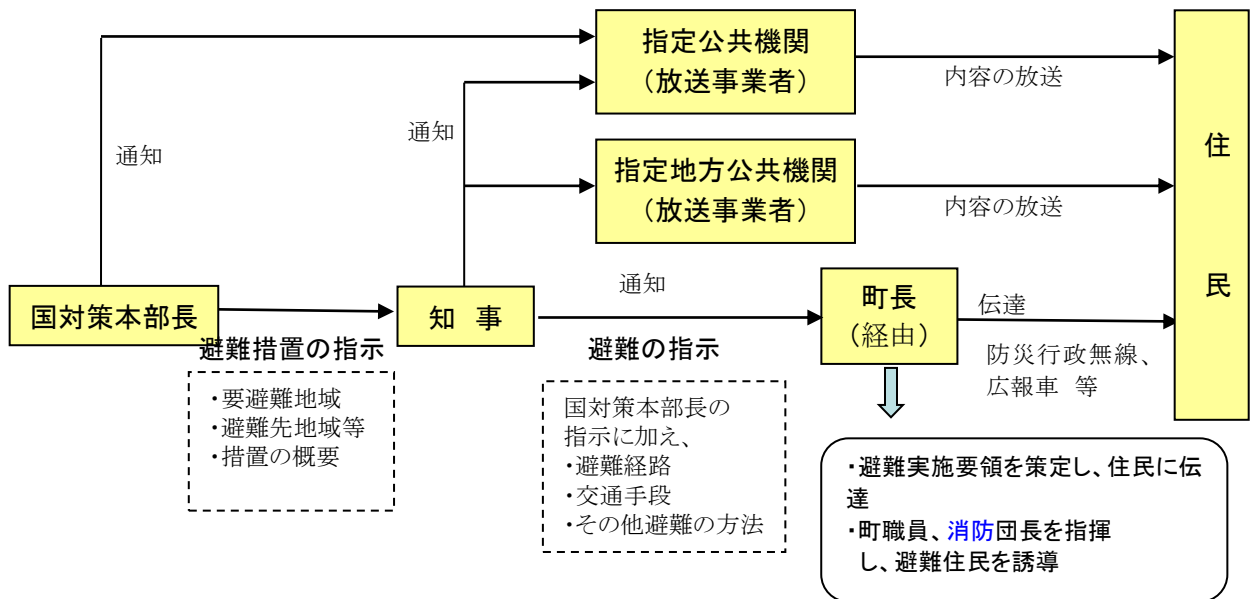 指定公共機関
（放送事業者）
内容の放送
通知
通知
指定地方公共機関
（放送事業者）
内容の放送
住
民
国対策本部長
避難措置の指示
・要避難地域
・避難先地域等
・措置の概要
知 事
通知
避難の指示
国対策本部長の
指示に加え、
・避難経路
・交通手段
・その他避難の方法
町長
（経由）
伝達
防災行政無線、
広報車 等
・避難実施要領を策定し、住民に伝
達
・町職員、消防団長を指揮
し、避難住民を誘導